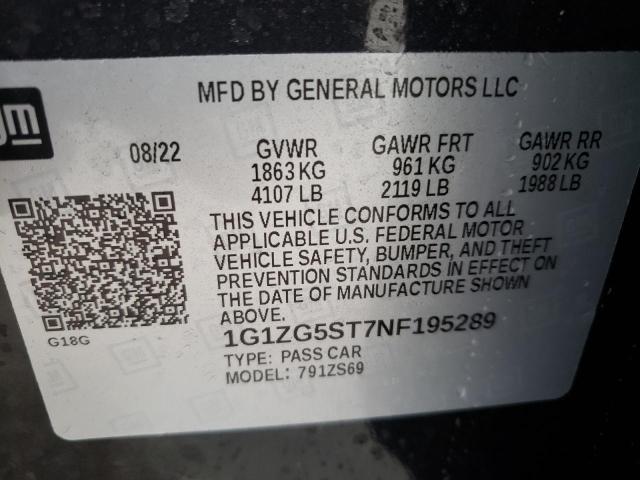 gm
MFD BY GENERAL MOTORS LLC
08/22 GVWR GAWR FRT GAWR RR
1863 KG 961 KG 902 KG
4107 LB 2119 LB 1988 LB
THIS VEHICLE CONFORMS TO ALL
APPLICABLE U.S. FEDERAL MOTOR
VEHICLE SAFETY, BUMPER, AND THEFT
PREVENTION STANDARDS IN EFFECT ON
THE DATE OF MANUFACTURE SHOWN
ABOVE.
G18G
1G1ZG5ST7NF195289
TYPE: PASS CAR
MODEL: 791ZS69